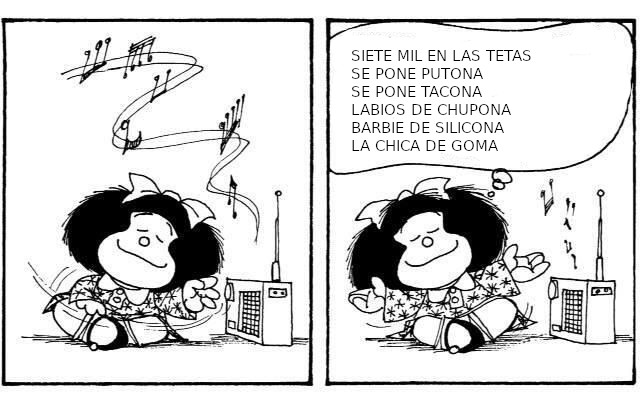 SIETE MIL EN LAS TETAS
SE PONE PUTONA
SE PONE TACONA
LABIOS DE CHUPONA
BARBIE DE SILICONA
LA CHICA DE GOMA